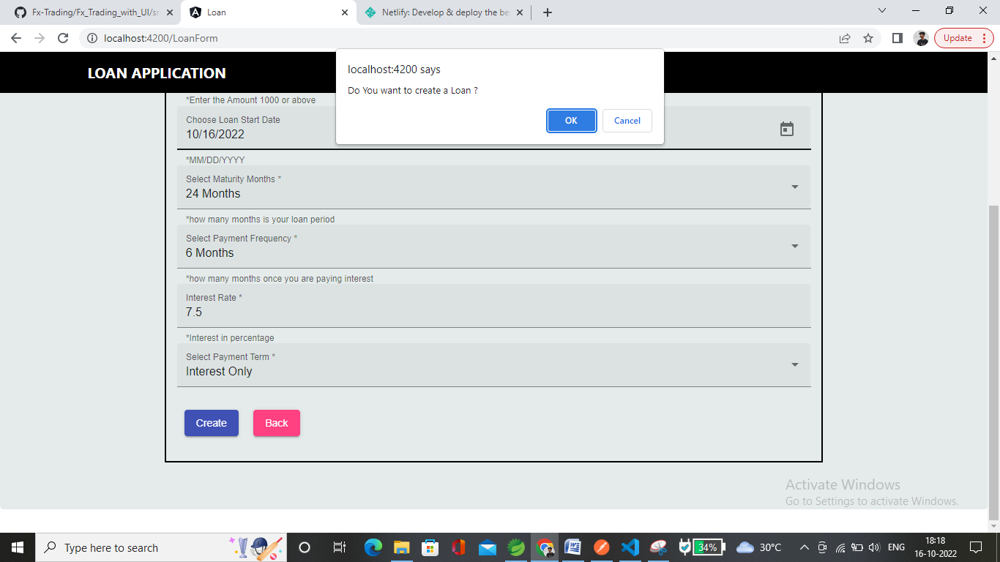 Fx-Trading/Fx_Trading_with_UI/sr
Loan
Netlify: Develop & deploy the be
localhost:4200/LoanForm
Update
LOAN APPLICATION
localhost:4200 says
Do You want to create a Loan ?
OK
Cancel
*Enter the Amount 1000 or above
Choose Loan Start Date
10/16/2022
*MM/DD/YYYY
Select Maturity Months *
24 Months
*how many months is your loan period
Select Payment Frequency *
6 Months
*how many months once you are paying interest
Interest Rate *
7.5
*Interest in percentage
Select Payment Term *
Interest Only
Create
Back
Activate Windows
Go to Settings to activate Windows.
Type here to search
34%
30°C
ENG
18:18
16-10-2022